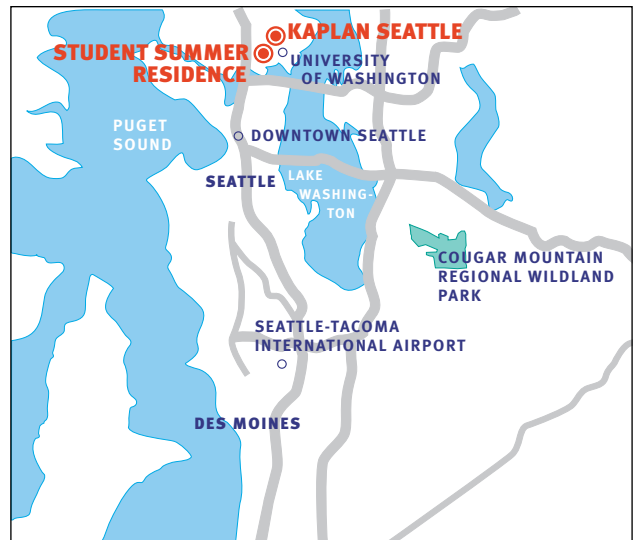 KAPLAN SEATTLE
STUDENT SUMMER
RESIDENCE
UNIVERSITY
OF WASHINGTON
PUGET
SOUND
DOWNTOWN SEATTLE
SEATTLE
LAKE
WASHING-
TON
COUGAR MOUNTAIN
REGIONAL WILDLAND
PARK
SEATTLE-TACOMA
INTERNATIONAL AIRPORT
DES MOINES